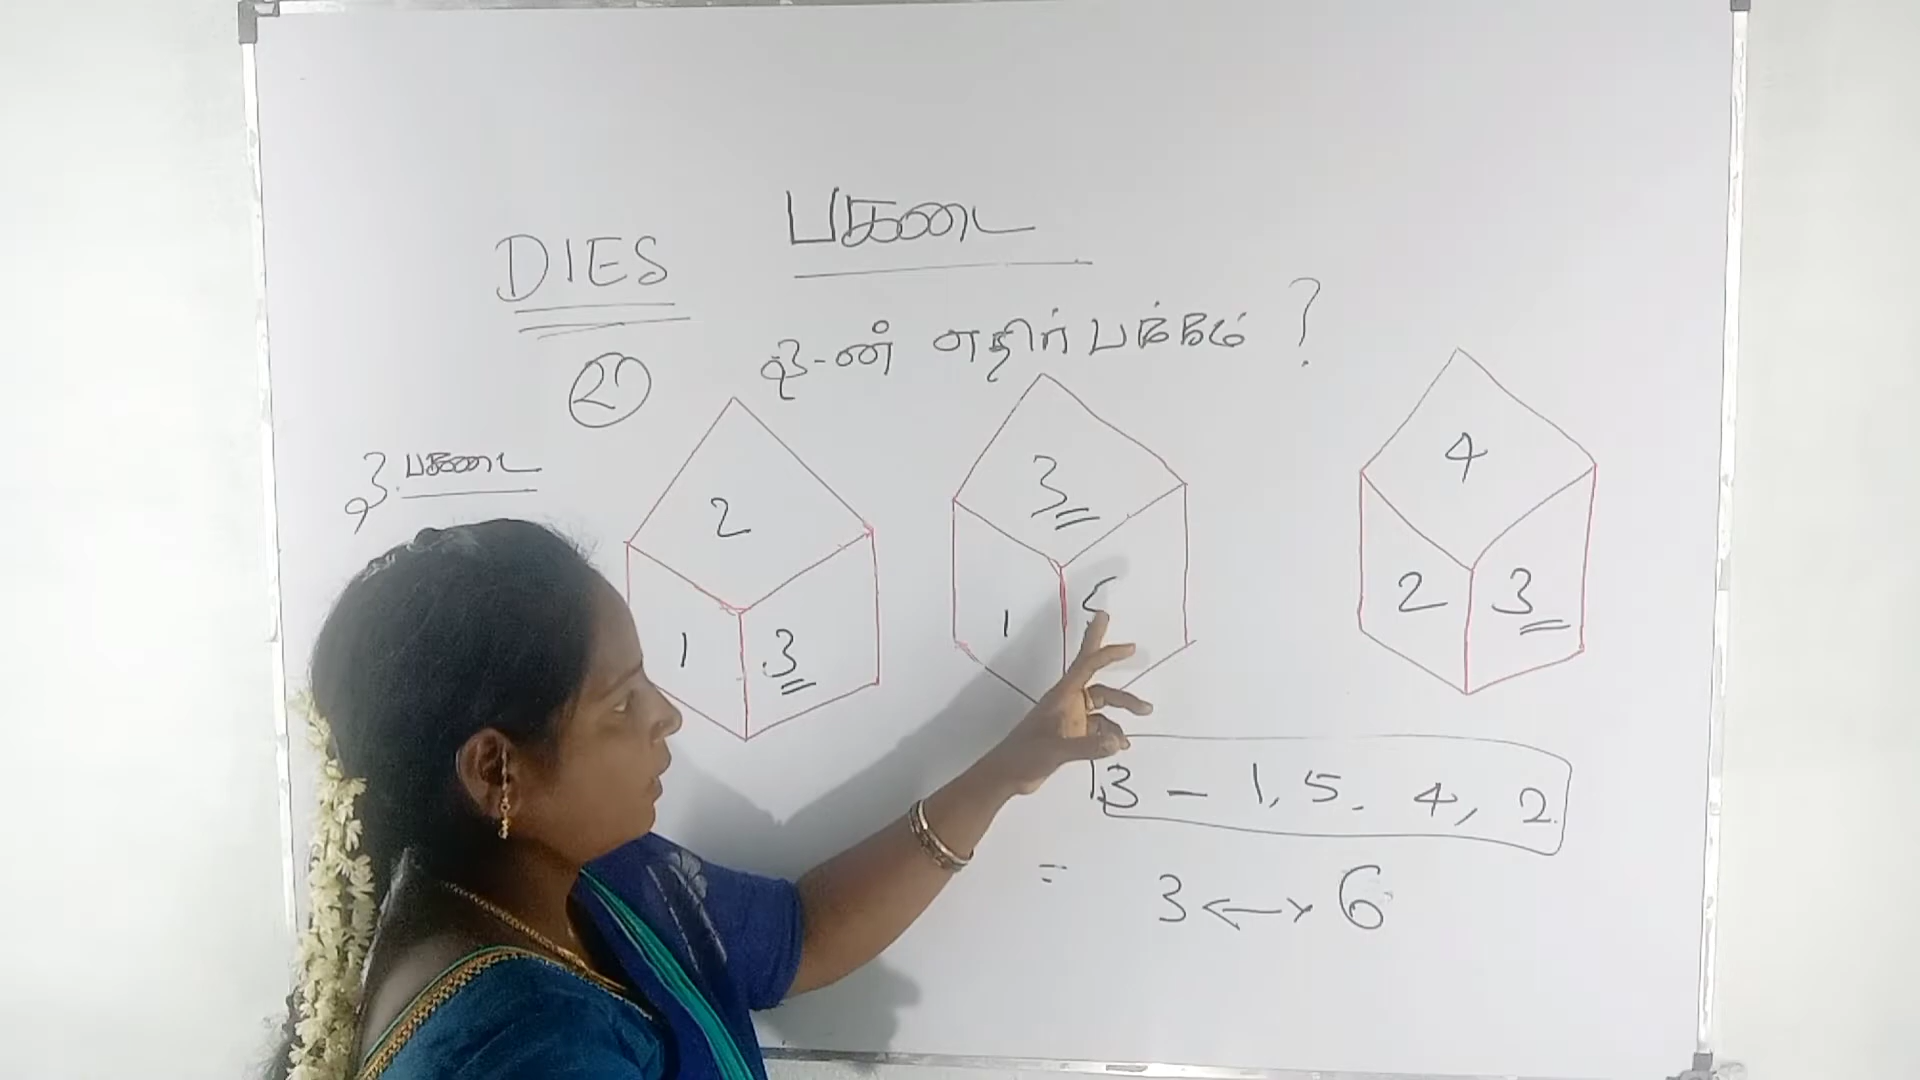 பகடை
DIES
2) 3-ன் எதிர் பக்கம் ?
3. பகடை
2
1 3
3
1 5
4
2 3
3 – 1, 5. 4, 2.
= 3 ↔ 6